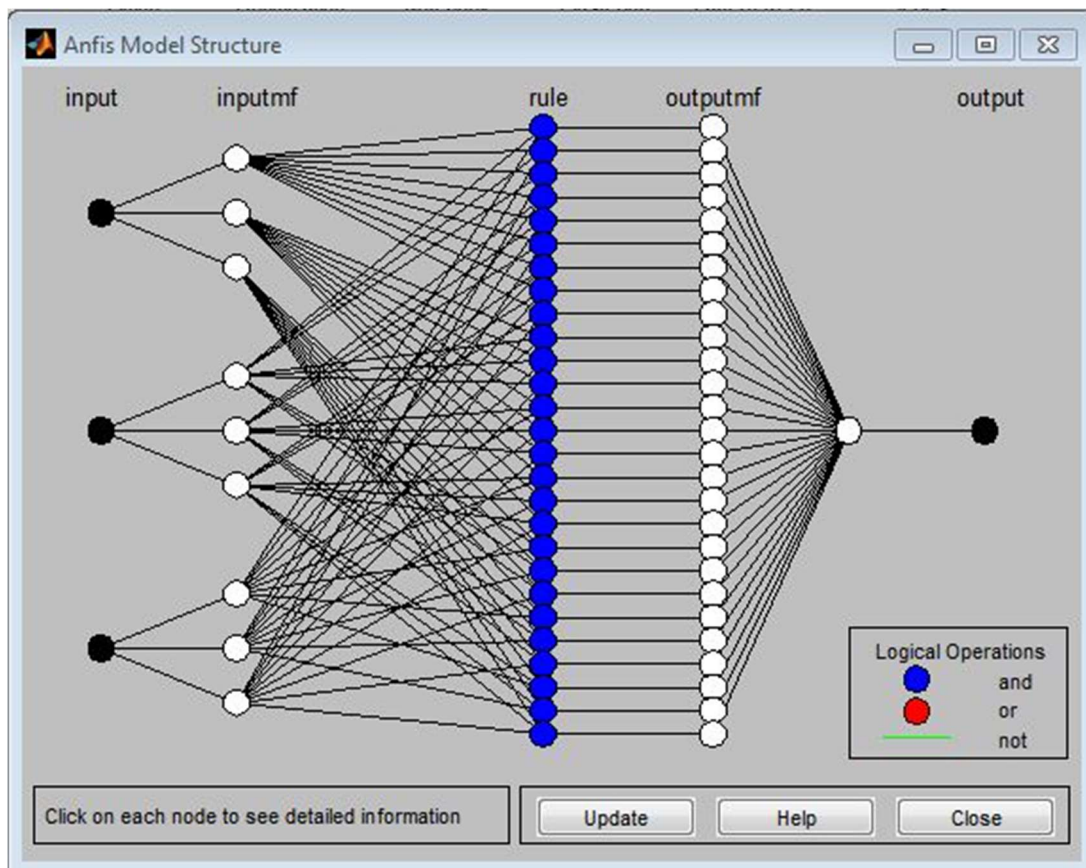 Anfis Model Structure
input inputmf rule outputmf output
Logical Operations
and
or
not
Click on each node to see detailed information
Update Help Close